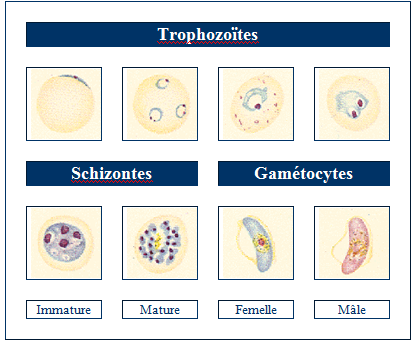 Trophozoïtes
Schizontes
Gamétocytes
Immature
Mature
Femelle
Mâle